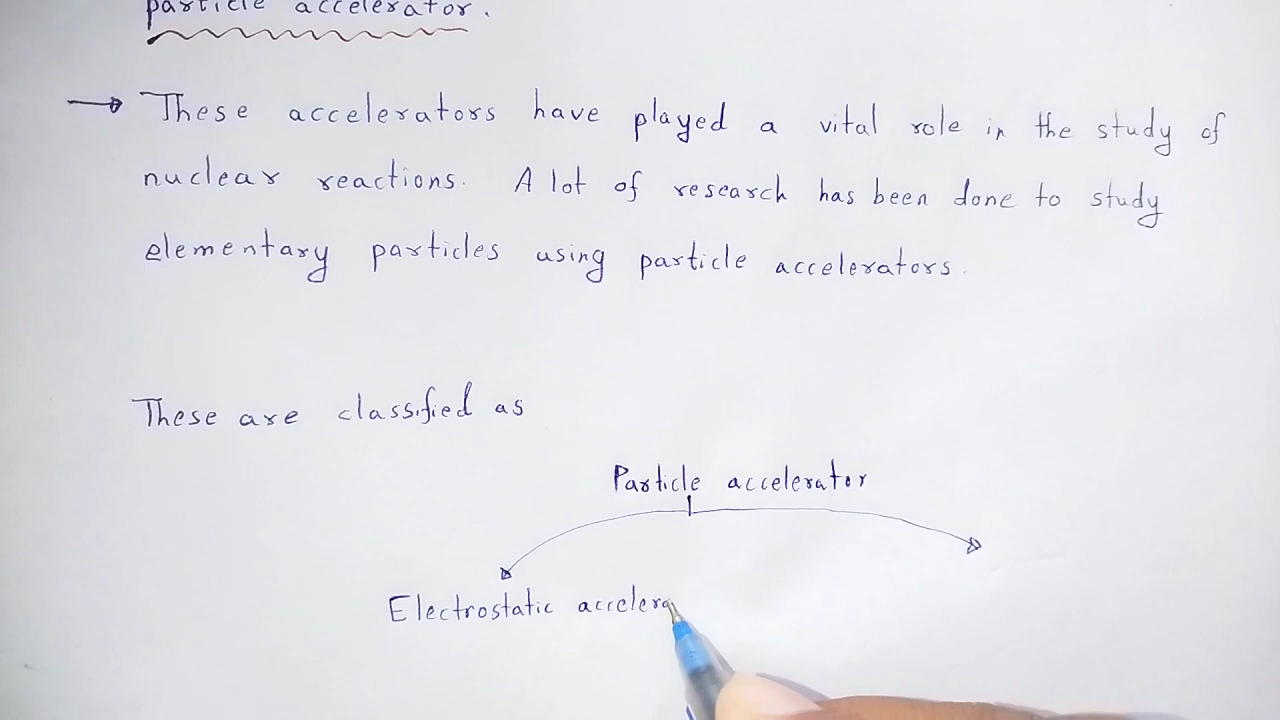 particle accelerator.
These accelerators have played a vital role in the study of
nuclear reactions. A lot of research has been done to study
elementary particles using particle accelerators.
These are classified as
Particle accelerator
Electrostatic accelera